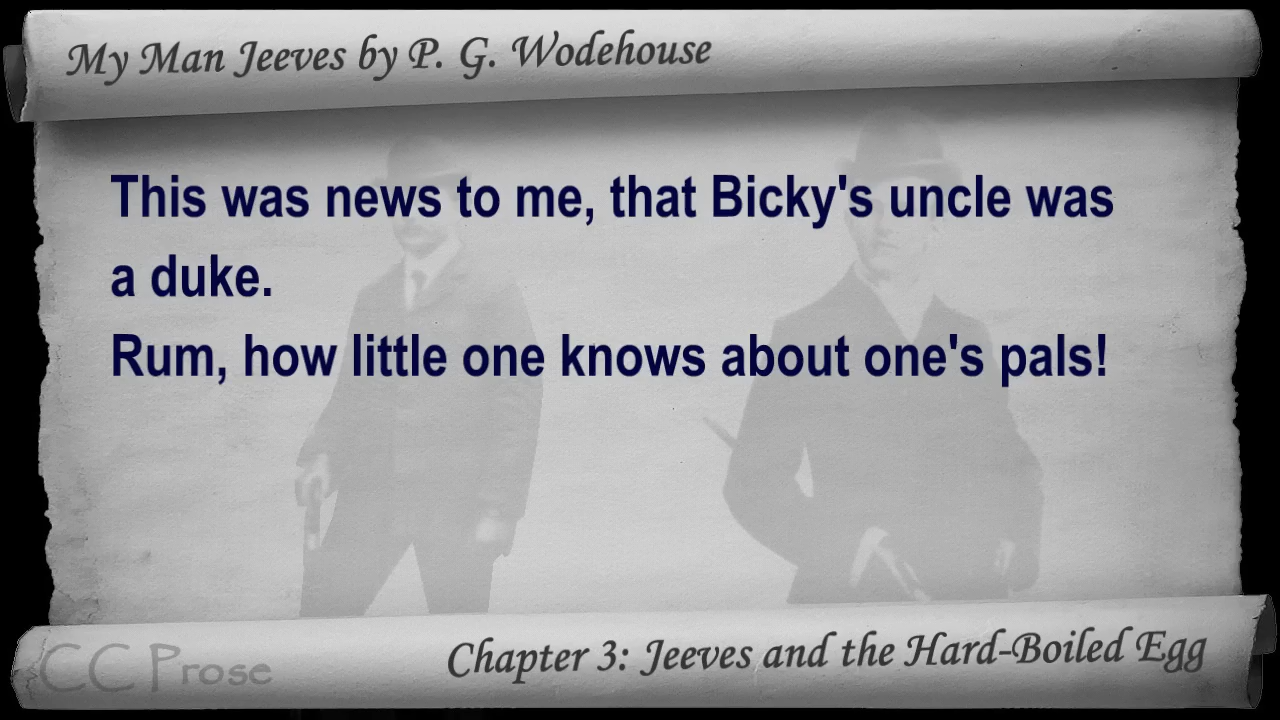 My Man Jeeves by P. G. Wodehouse
This was news to me, that Bicky's uncle was
a duke.
Rum, how little one knows about one's pals!
CC Prose
Chapter 3: Jeeves and the Hard-Boiled Egg